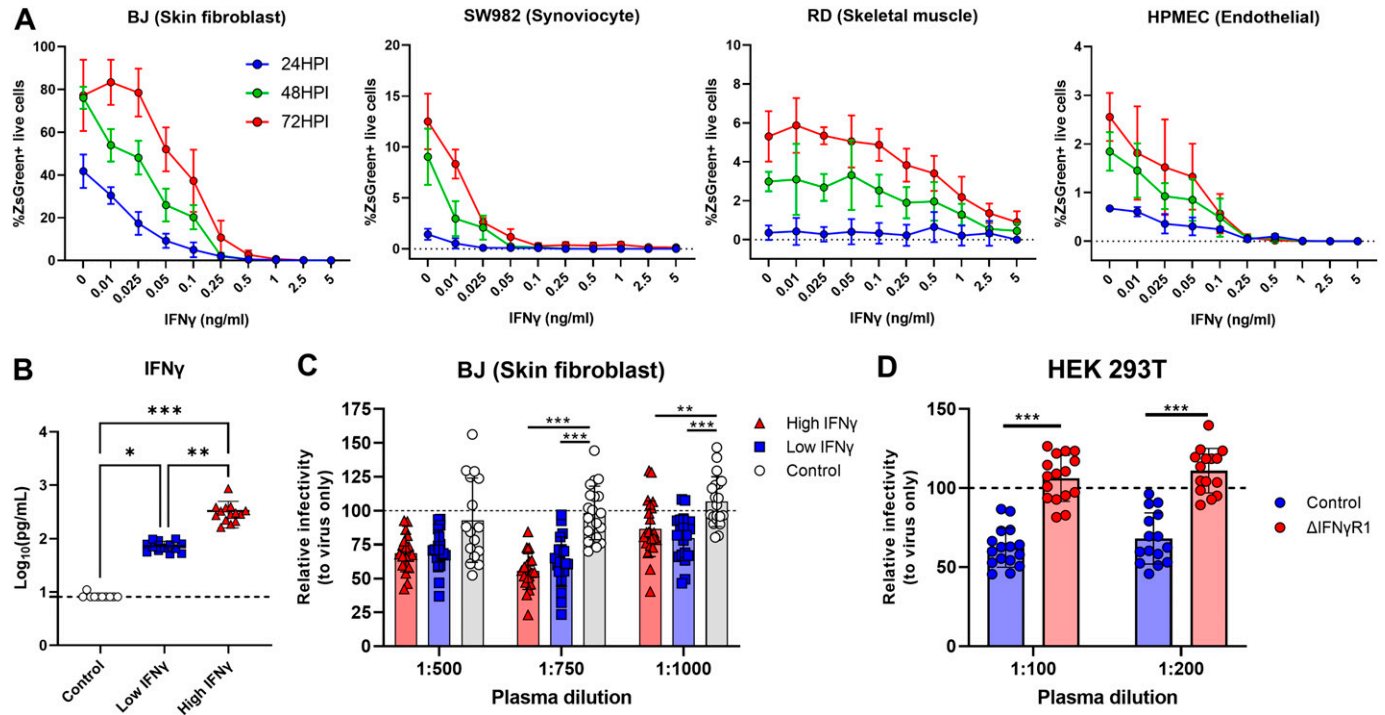 A
BJ (Skin fibroblast)
%ZsGreen+ live cells
100
80
60
40
20
0
24HPI
48HPI
72HPI
0 0.01 0.025 0.05 0.1 0.25 0.5 1 2.5 5
IFNγ (ng/ml)
SW982 (Synoviocyte)
%ZsGreen+ live cells
20
15
10
5
0
0 0.01 0.025 0.05 0.1 0.25 0.5 1 2.5 5
IFNγ (ng/ml)
RD (Skeletal muscle)
%ZsGreen+ live cells
10
8
6
4
2
0
0 0.01 0.025 0.05 0.1 0.25 0.5 1 2.5 5
IFNγ (ng/ml)
HPMEC (Endothelial)
%ZsGreen+ live cells
4
3
2
1
0
0 0.01 0.025 0.05 0.1 0.25 0.5 1 2.5 5
IFNγ (ng/ml)
B
IFNγ
***
* **
Log10(pg/mL)
4
3
2
1
0
Control Low IFNγ High IFNγ
C
BJ (Skin fibroblast)
Relative infectivity
(to virus only)
175
150
125
100
75
50
25
0
*** **
*** ***
High IFNγ
Low IFNγ
Control
1:500 1:750 1:1000
Plasma dilution
D
HEK 293T
Relative infectivity
(to virus only)
150
100
50
0
*** ***
Control
ΔIFNγR1
1:100 1:200
Plasma dilution